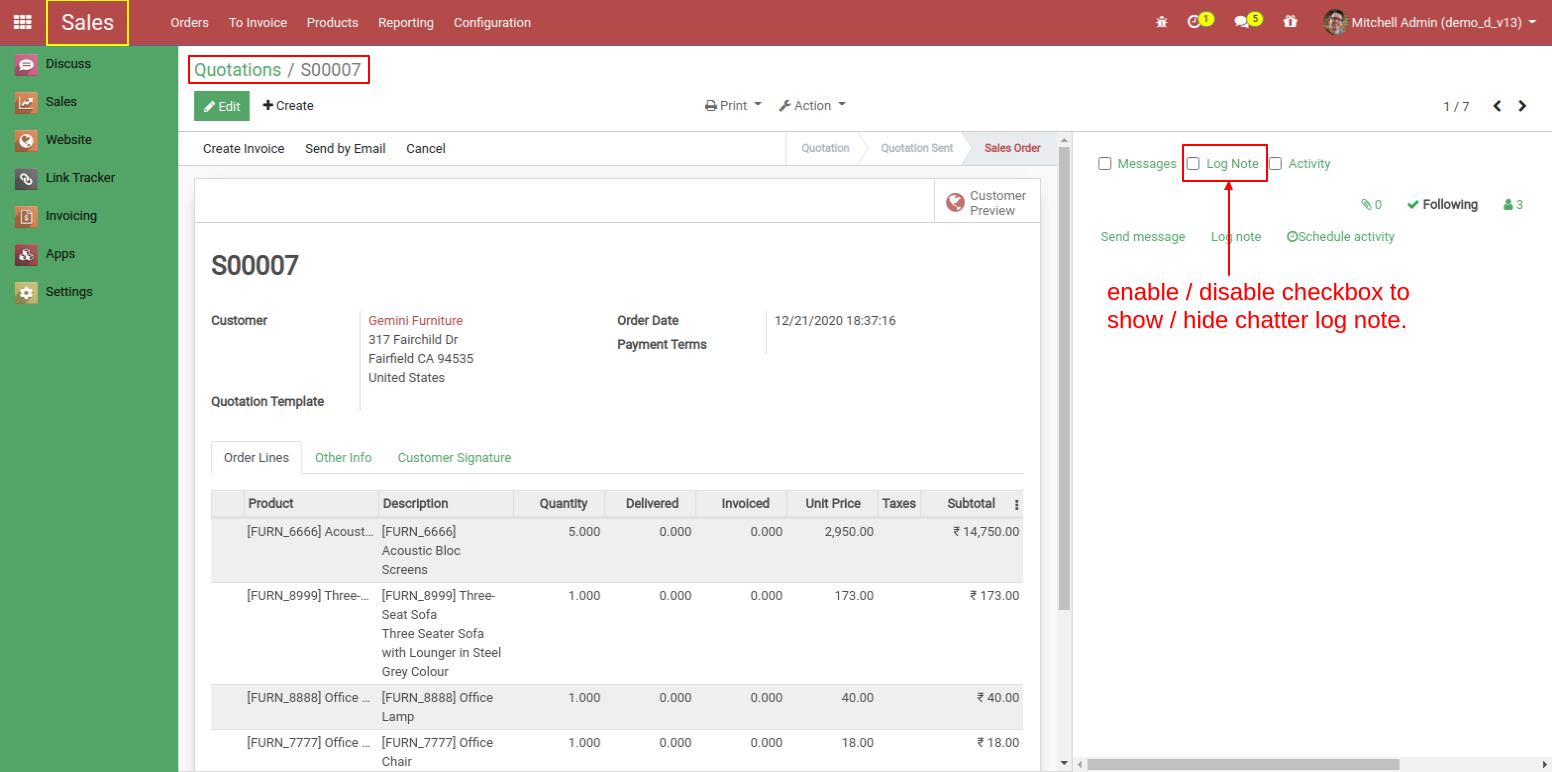 Sales Orders To Invoice Products Reporting Configuration 1 5 Mitchell Admin (demo_d_v13)
Discuss
Sales
Website
Link Tracker
Invoicing
Apps
Settings
Quotations / S00007
Edit Create Print Action 1 / 7
Create Invoice Send by Email Cancel Quotation Quotation Sent Sales Order
Customer
Preview
S00007
Customer Gemini Furniture
317 Fairchild Dr
Fairfield CA 94535
United States
Order Date 12/21/2020 18:37:16
Payment Terms
Quotation Template
Order Lines Other Info Customer Signature
Product Description Quantity Delivered Invoiced Unit Price Taxes Subtotal
[FURN_6666] Acoust... [FURN_6666] 5.000 0.000 0.000 2,950.00 ₹ 14,750.00
Acoustic Bloc
Screens
[FURN_8999] Three-... [FURN_8999] Three- 1.000 0.000 0.000 173.00 ₹ 173.00
Seat Sofa
Three Seater Sofa
with Lounger in Steel
Grey Colour
[FURN_8888] Office ... [FURN_8888] Office 1.000 0.000 0.000 40.00 ₹ 40.00
Lamp
[FURN_7777] Office ... [FURN_7777] Office 1.000 0.000 0.000 18.00 ₹ 18.00
Chair
Messages Log Note Activity
0 Following 3
Send message Log note Schedule activity
enable / disable checkbox to
show / hide chatter log note.